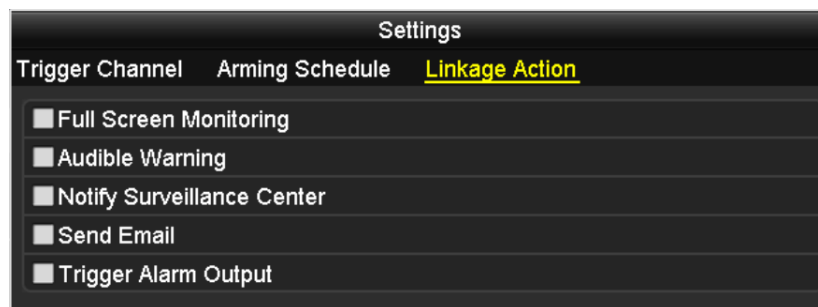 Settings
Trigger Channel Arming Schedule Linkage Action
Full Screen Monitoring
Audible Warning
Notify Surveillance Center
Send Email
Trigger Alarm Output